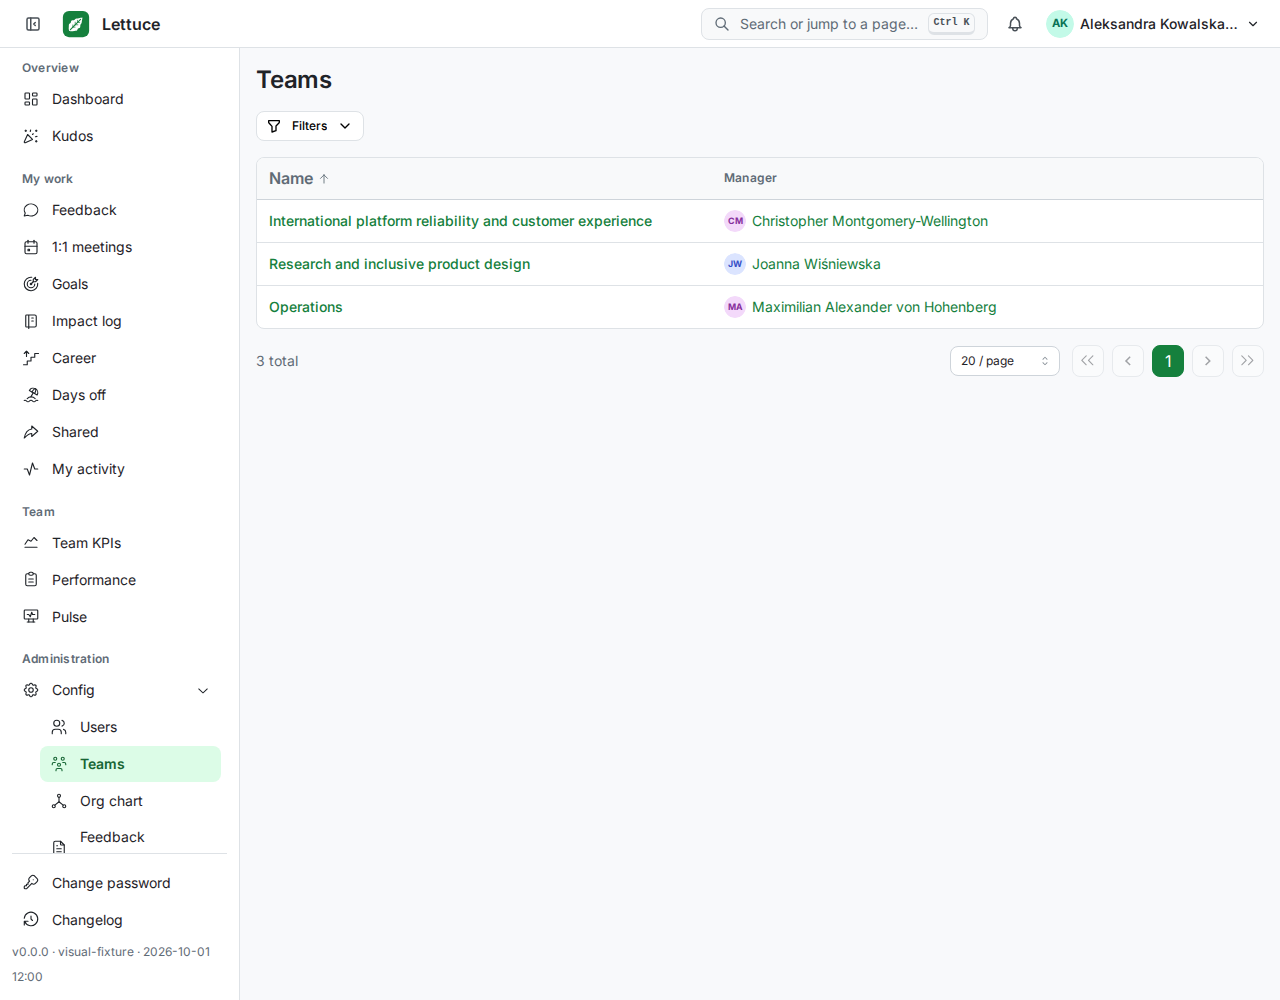 Lettuce
Search or jump to a page...
Ctrl K
AK
Aleksandra Kowalska...
Overview
Dashboard
Kudos
My work
Feedback
1:1 meetings
Goals
Impact log
Career
Days off
Shared
My activity
Team
Team KPIs
Performance
Pulse
Administration
Config
Users
Teams
Org chart
Feedback
Change password
Changelog
v0.0.0 · visual-fixture · 2026-10-01
12:00
Teams
Filters
Name
Manager
International platform reliability and customer experience
CM
Christopher Montgomery-Wellington
Research and inclusive product design
JW
Joanna Wiśniewska
Operations
MA
Maximilian Alexander von Hohenberg
3 total
20 / page
1